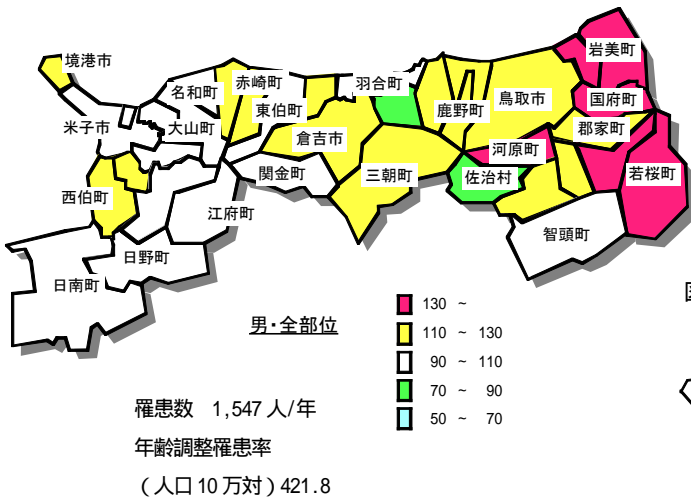 境港市
岩美町
名和町
赤崎町
羽合町
鳥取市
国府町
米子市
大山町
東伯町
鹿野町
郡家町
倉吉市
河原町
関金町
三朝町
佐治村
若桜町
西伯町
江府町
智頭町
日野町
日南町
男・全部位
130 ~
110 ~ 130
90 ~ 110
70 ~ 90
50 ~ 70
罹患数 1,547 人/年
年齢調整罹患率
(人口 10 万対) 421.8